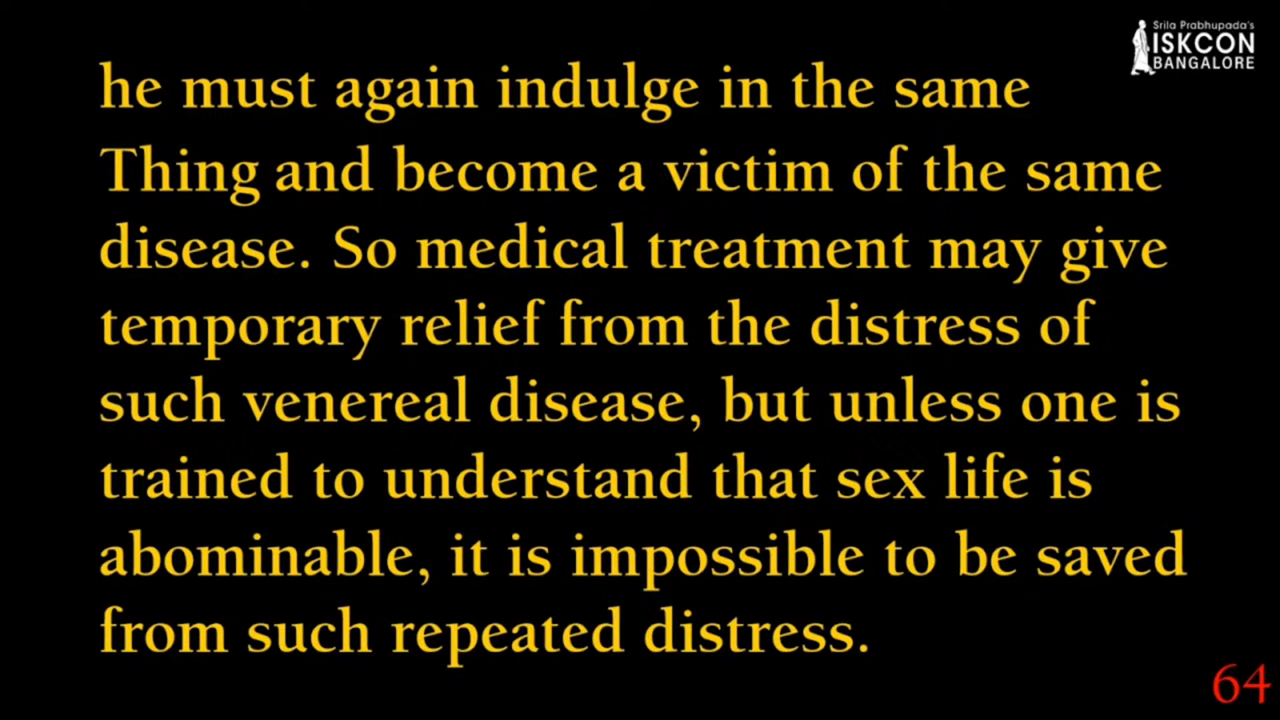 Srila Prabhupada's
ISKCON
BANGALORE
he must again indulge in the same
Thing and become a victim of the same
disease. So medical treatment may give
temporary relief from the distress of
such venereal disease, but unless one is
trained to understand that sex life is
abominable, it is impossible to be saved
from such repeated distress.
64